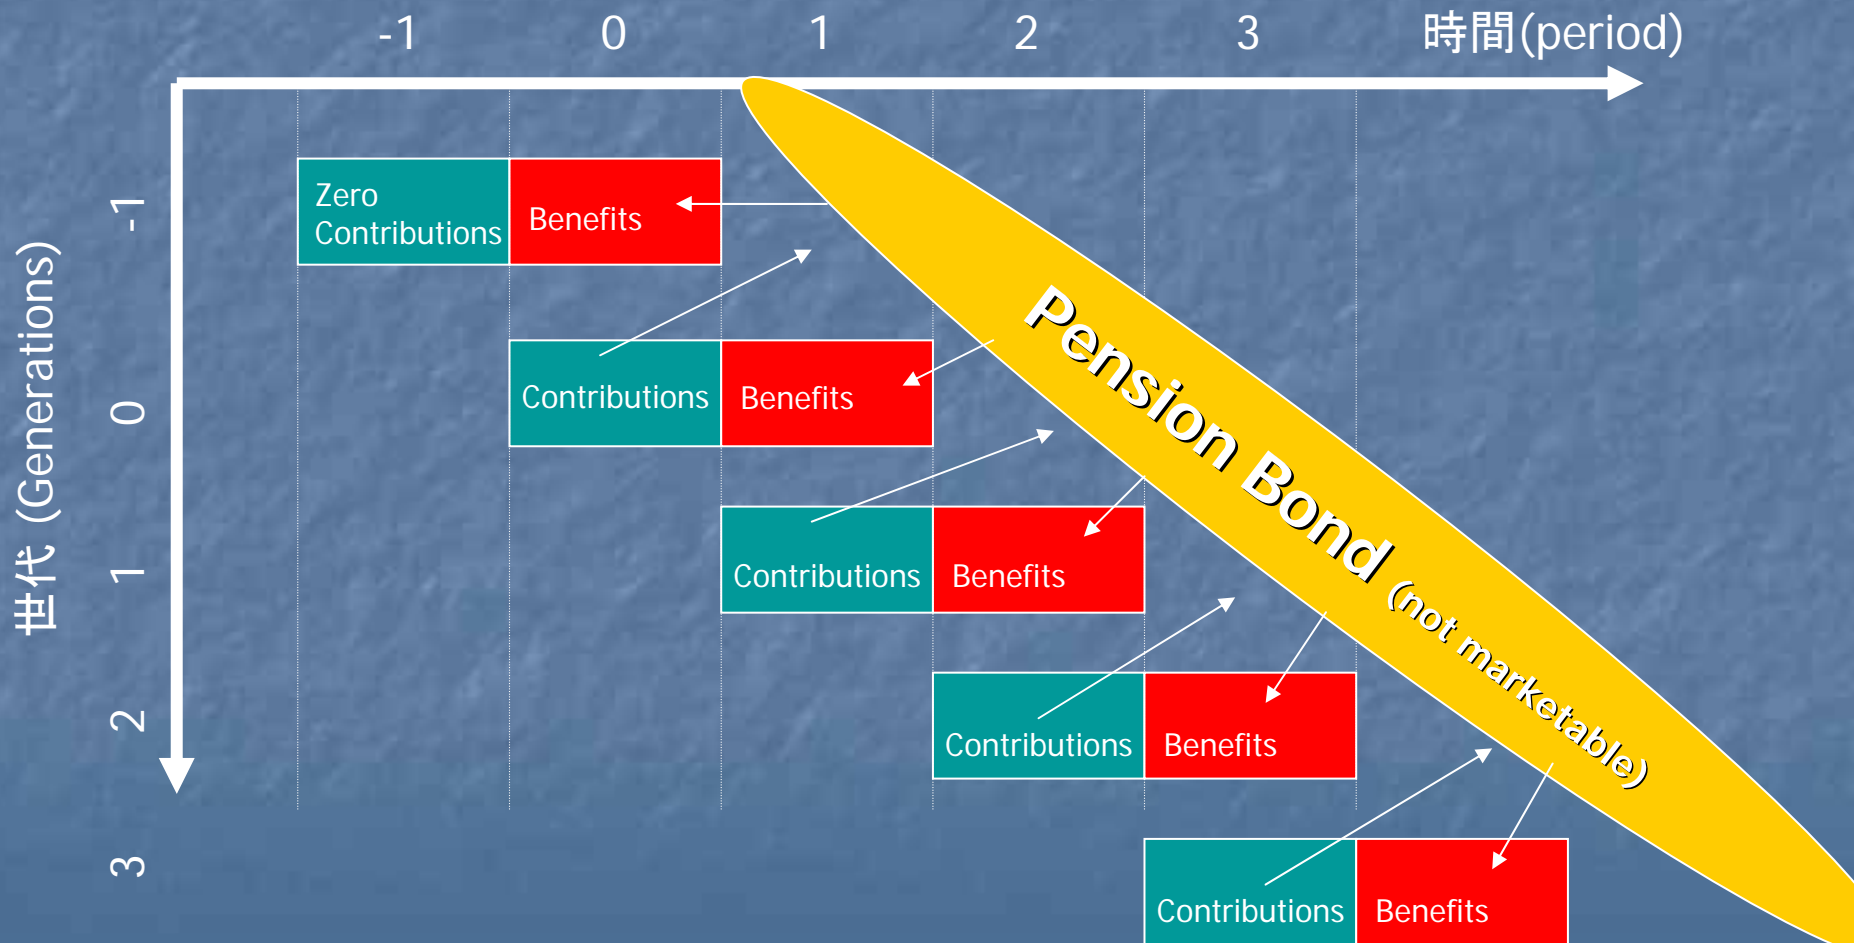 -1 0 1 2 3 時間(period)
世代 (Generations)
-1
Zero
Contributions
Benefits
0
Contributions
Benefits
1
Contributions
Benefits
2
Contributions
Benefits
3
Contributions
Benefits
Pension Bond (not marketable)